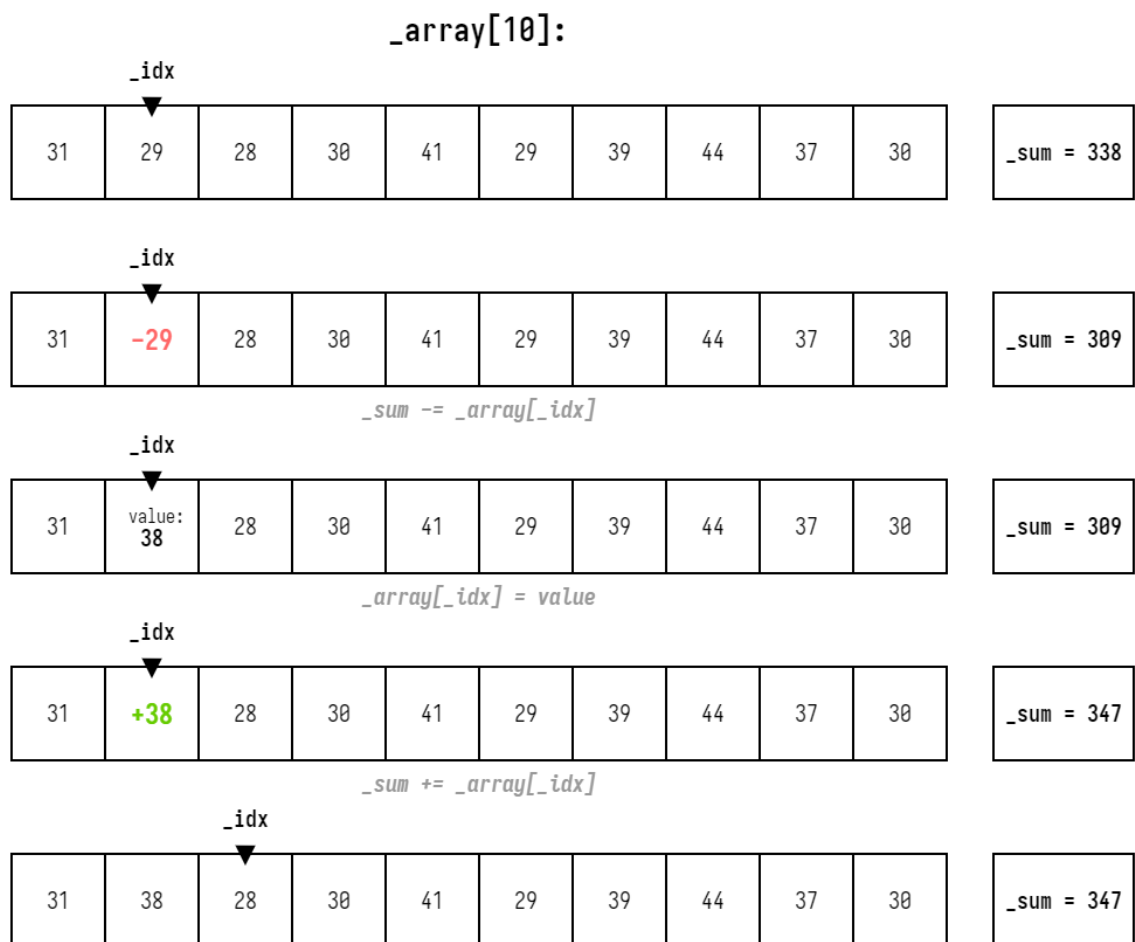 _array[10]:
_idx
31 29 28 30 41 29 39 44 37 30 _sum = 338
_idx
31 -29 28 30 41 29 39 44 37 30 _sum = 309
_sum -= _array[_idx]
_idx
31 value: 38 28 30 41 29 39 44 37 30 _sum = 309
_array[_idx] = value
_idx
31 +38 28 30 41 29 39 44 37 30 _sum = 347
_sum += _array[_idx]
_idx
31 38 28 30 41 29 39 44 37 30 _sum = 347